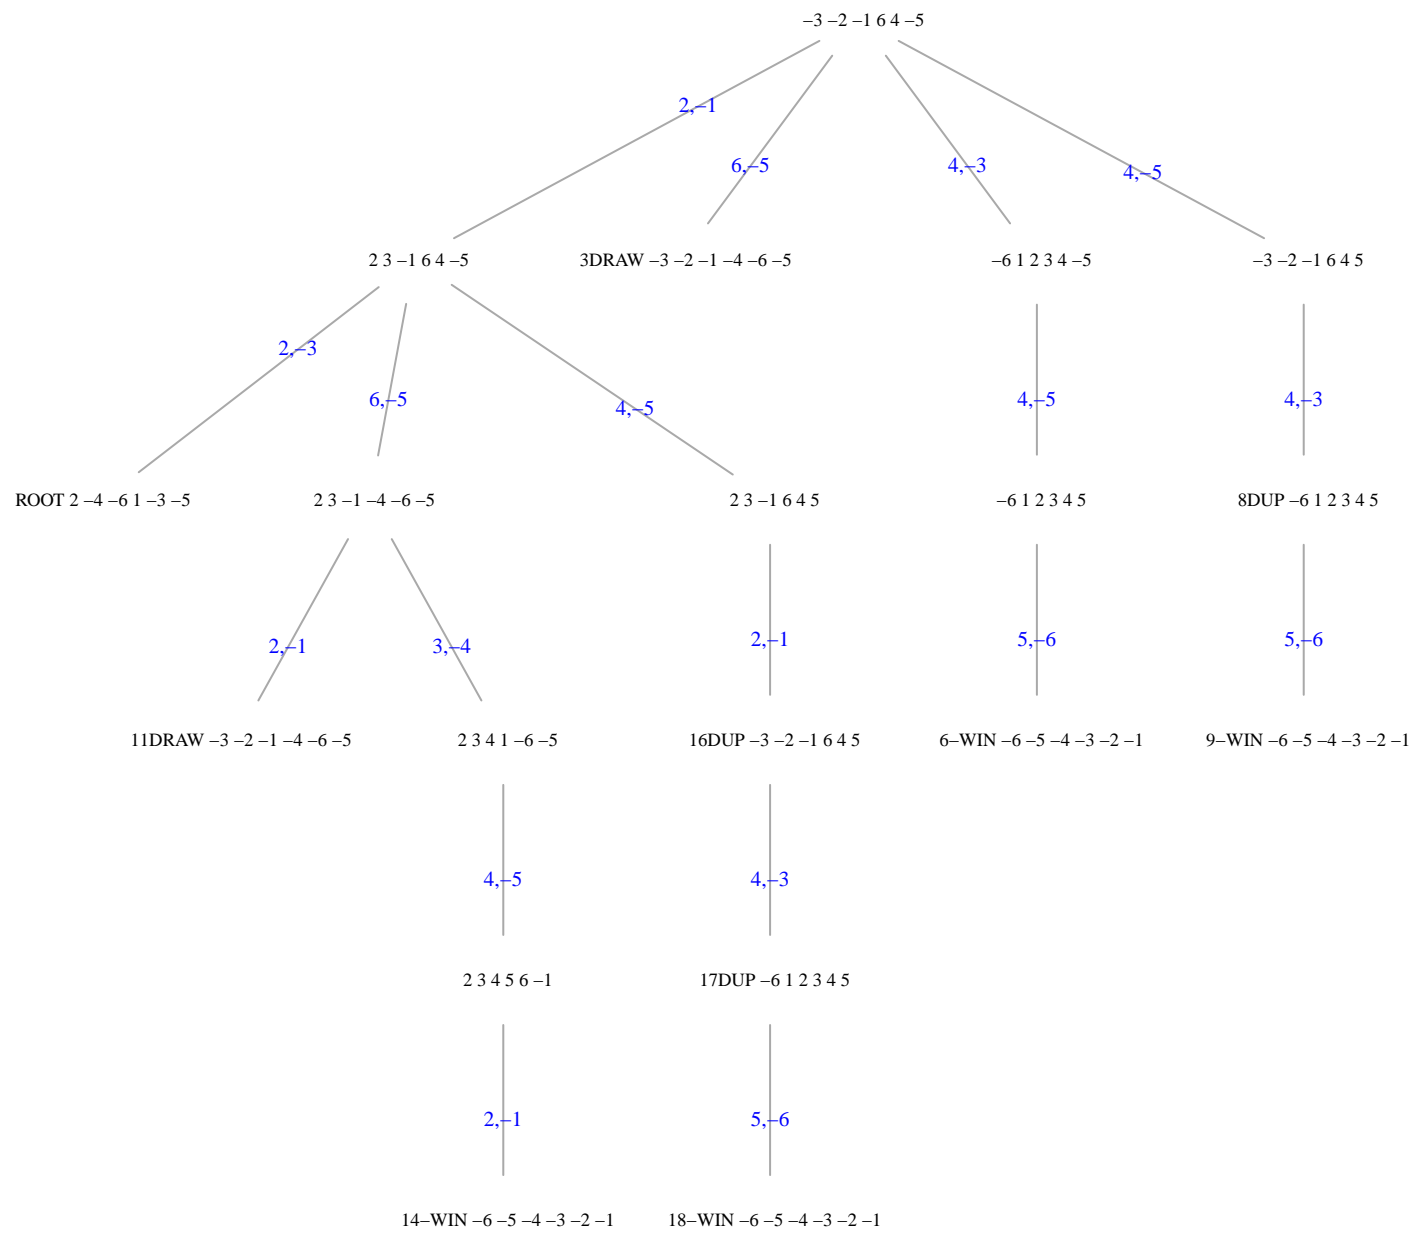 –3 –2 –1 6 4 –5
2,–1
6,–5
4,–3
4,–5
2 3 –1 6 4 –5
3DRAW –3 –2 –1 –4 –6 –5
–6 1 2 3 4 –5
–3 –2 –1 6 4 5
2,–3
6,–5
4,–5
4,–5
4,–3
ROOT 2 –4 –6 1 –3 –5
2 3 –1 –4 –6 –5
2 3 –1 6 4 5
–6 1 2 3 4 5
8DUP –6 1 2 3 4 5
2,–1
3,–4
2,–1
5,–6
5,–6
11DRAW –3 –2 –1 –4 –6 –5
2 3 4 1 –6 –5
16DUP –3 –2 –1 6 4 5
6–WIN –6 –5 –4 –3 –2 –1
9–WIN –6 –5 –4 –3 –2 –1
4,–5
4,–3
2 3 4 5 6 –1
17DUP –6 1 2 3 4 5
2,–1
5,–6
14–WIN –6 –5 –4 –3 –2 –1
18–WIN –6 –5 –4 –3 –2 –1